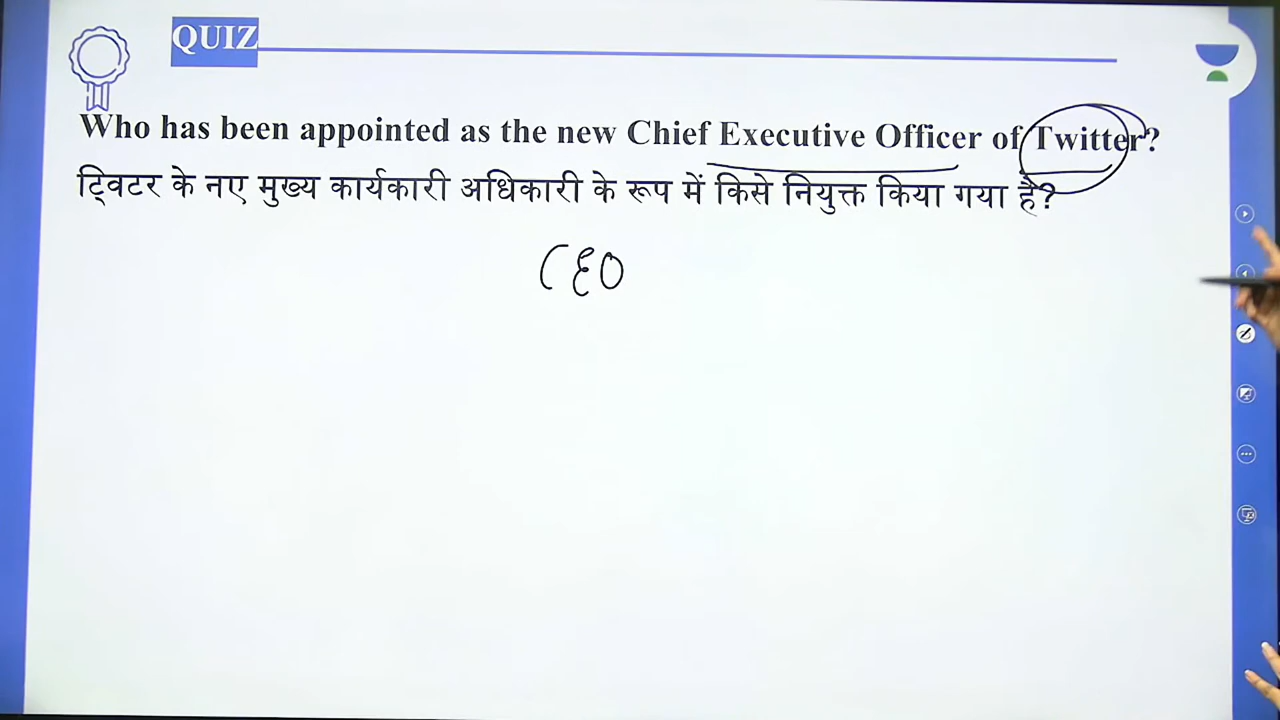 QUIZ
Who has been appointed as the new Chief Executive Officer of Twitter?
ट्विटर के नए मुख्य कार्यकारी अधिकारी के रूप में किसे नियुक्त किया गया है?
CEO